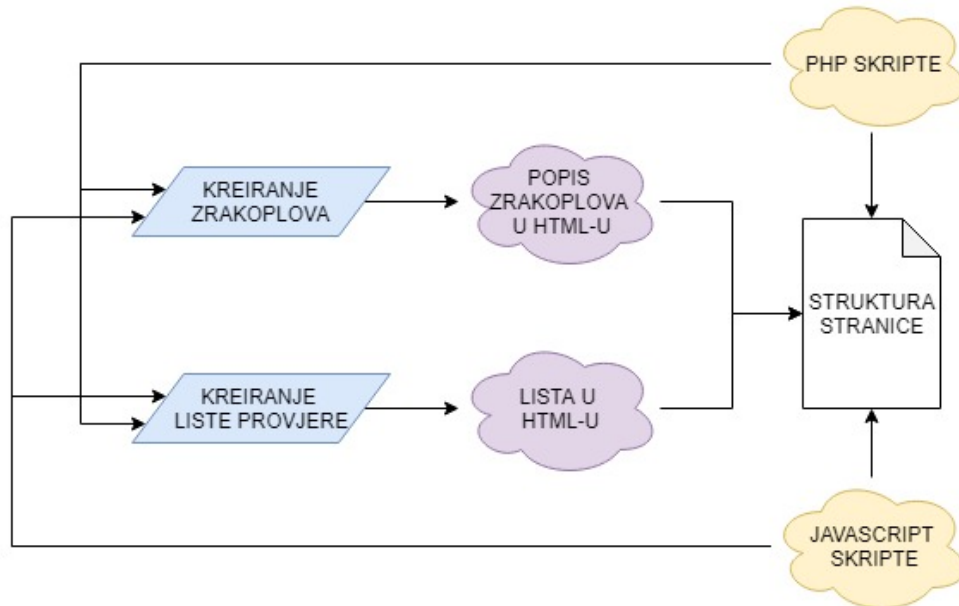 PHP SKRIPTE
KREIRANJE
ZRAKOPLOVA
POPIS
ZRAKOPLOVA
U HTML-U
STRUKTURA
STRANICE
KREIRANJE
LISTE PROVJERE
LISTA U
HTML-U
JAVASCRIPT
SKRIPTE